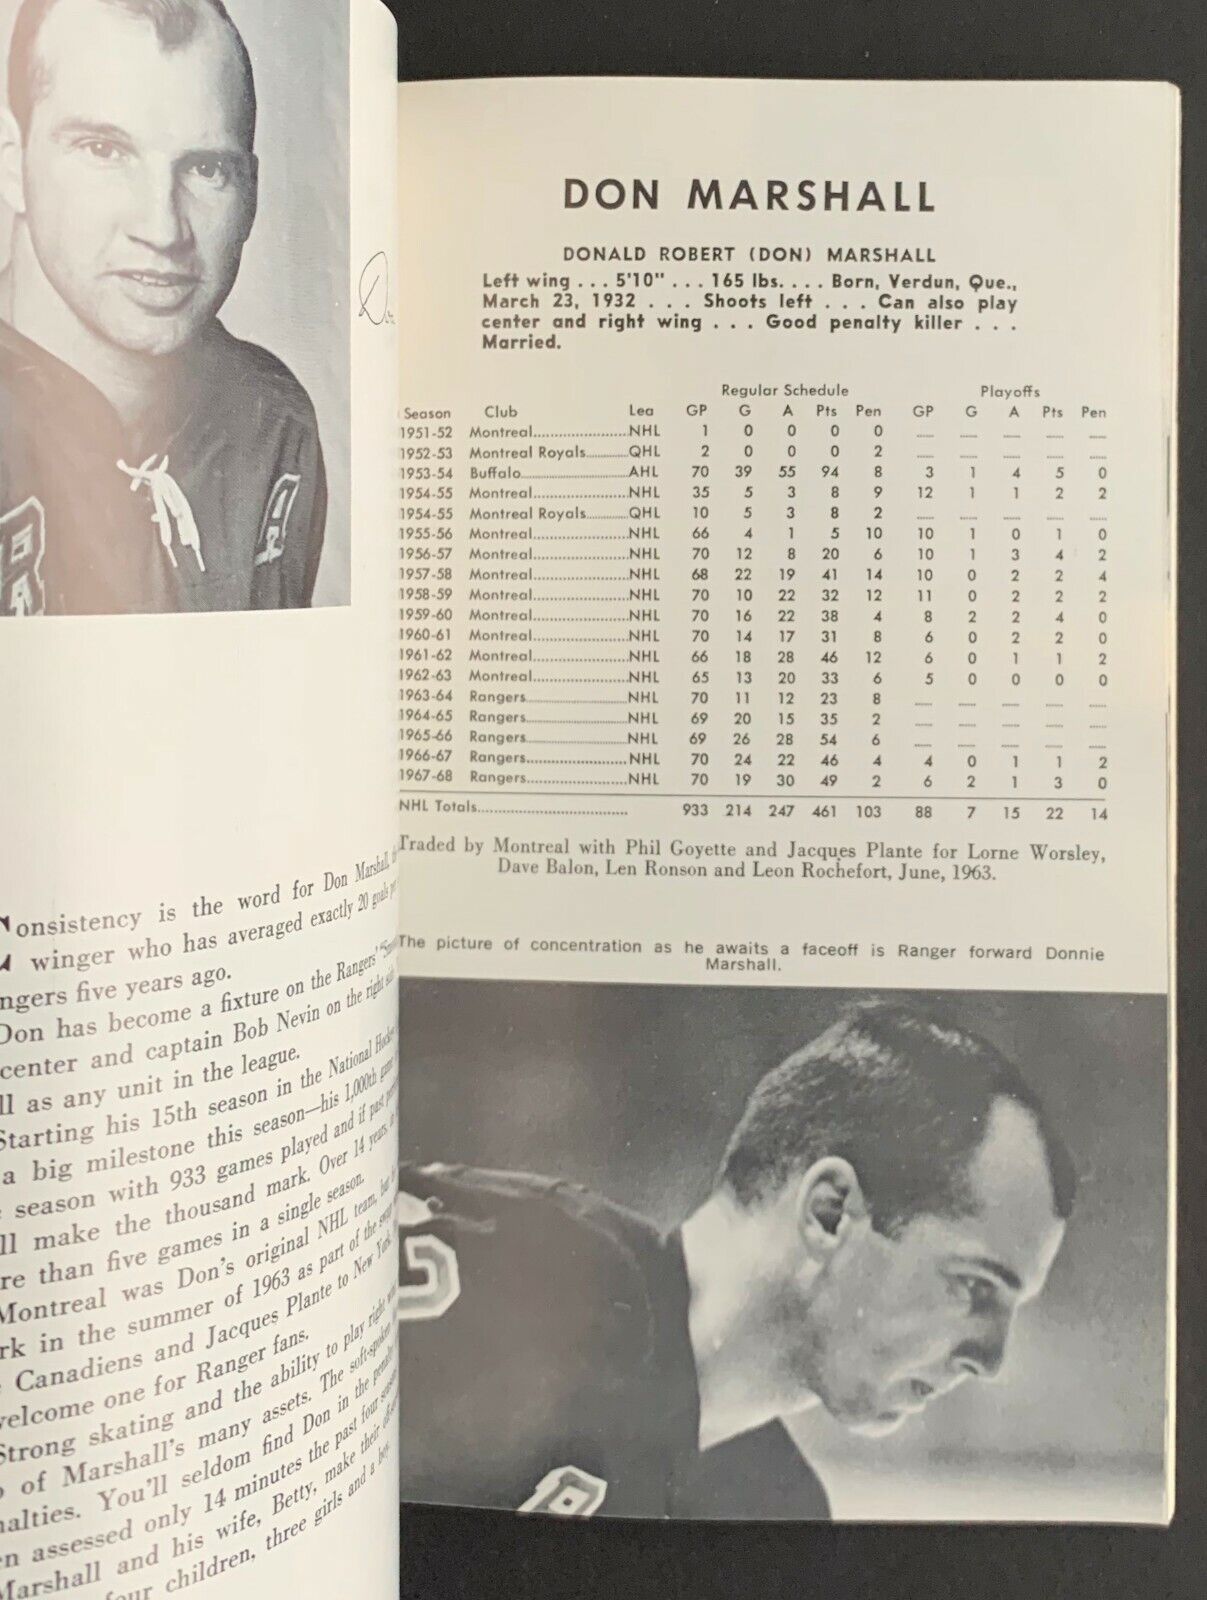 Don
onsistency is the word for Don Marshall,
winger who has averaged exactly 20 goals
ngers five years ago.
Don has become a fixture on the Rangers'
center and captain Bob Nevin on the right
ll as any unit in the league.
Starting his 15th season in the National Hockey
a big milestone this season—his 1,000th game
season with 933 games played and if past
ll make the thousand mark. Over 14 years,
re than five games in a single season.
Montreal was Don's original NHL team, but
rk in the summer of 1963 as part of the swap
Canadiens and Jacques Plante to New York
welcome one for Ranger fans.
Strong skating and the ability to play right
of Marshall's many assets. The soft-spoken
nalties. You'll seldom find Don in the penalty
en assessed only 14 minutes the past four seasons
Marshall and his wife, Betty, make their
four children, three girls and a boy.
DON MARSHALL
DONALD ROBERT (DON) MARSHALL
Left wing . . . 5'10" . . . 165 lbs. . . . Born, Verdun, Que.,
March 23, 1932 . . . Shoots left . . . Can also play
center and right wing . . . Good penalty killer . . .
Married.
Regular Schedule Playoffs
Season Club Lea GP G A Pts Pen GP G A Pts Pen
1951-52 Montreal......................NHL 1 0 0 0 0 ..... ..... ..... ..... .....
1952-53 Montreal Royals..........QHL 2 0 0 0 2 ..... ..... ..... ..... .....
1953-54 Buffalo.........................AHL 70 39 55 94 8 3 1 4 5 0
1954-55 Montreal......................NHL 35 5 3 8 9 12 1 1 2 2
1954-55 Montreal Royals..........QHL 10 5 3 8 2 ..... ..... ..... ..... .....
1955-56 Montreal......................NHL 66 4 1 5 10 10 1 0 1 0
1956-57 Montreal......................NHL 70 12 8 20 6 10 1 3 4 2
1957-58 Montreal......................NHL 68 22 19 41 14 10 0 2 2 4
1958-59 Montreal......................NHL 70 10 22 32 12 11 0 2 2 2
1959-60 Montreal......................NHL 70 16 22 38 4 8 2 2 4 0
1960-61 Montreal......................NHL 70 14 17 31 8 6 0 2 2 0
1961-62 Montreal......................NHL 66 18 28 46 12 6 0 1 1 2
1962-63 Montreal......................NHL 65 13 20 33 6 5 0 0 0 0
1963-64 Rangers........................NHL 70 11 12 23 8 ..... ..... ..... ..... .....
1964-65 Rangers........................NHL 69 20 15 35 2 ..... ..... ..... ..... .....
1965-66 Rangers........................NHL 69 26 28 54 6 ..... ..... ..... ..... .....
1966-67 Rangers........................NHL 70 24 22 46 4 4 0 1 1 2
1967-68 Rangers........................NHL 70 19 30 49 2 6 2 1 3 0
NHL Totals.................................... 933 214 247 461 103 88 7 15 22 14
Traded by Montreal with Phil Goyette and Jacques Plante for Lorne Worsley,
Dave Balon, Len Ronson and Leon Rochefort, June, 1963.
The picture of concentration as he awaits a faceoff is Ranger forward Donnie
Marshall.